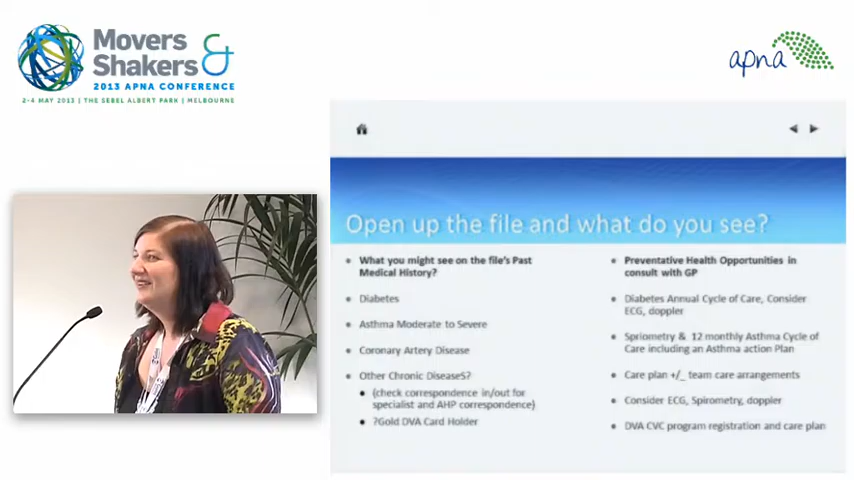 Movers &
Shakers
2013 APNA CONFERENCE
2-4 MAY 2013 | THE SEBEL ALBERT PARK | MELBOURNE
apna
Open up the file and what do you see?
What you might see on the file's Past
Medical History?
Diabetes
Asthma Moderate to Severe
Coronary Artery Disease
Other Chronic DiseaseS?
(check correspondence in/out for
specialist and AHP correspondence)
?Gold DVA Card Holder
Preventative Health Opportunities in
consult with GP
Diabetes Annual Cycle of Care, Consider
ECG, doppler
Spriometry & 12 monthly Asthma Cycle of
Care including an Asthma action Plan
Care plan +/_ team care arrangements
Consider ECG, Spirometry, doppler
DVA CVC program registration and care plan